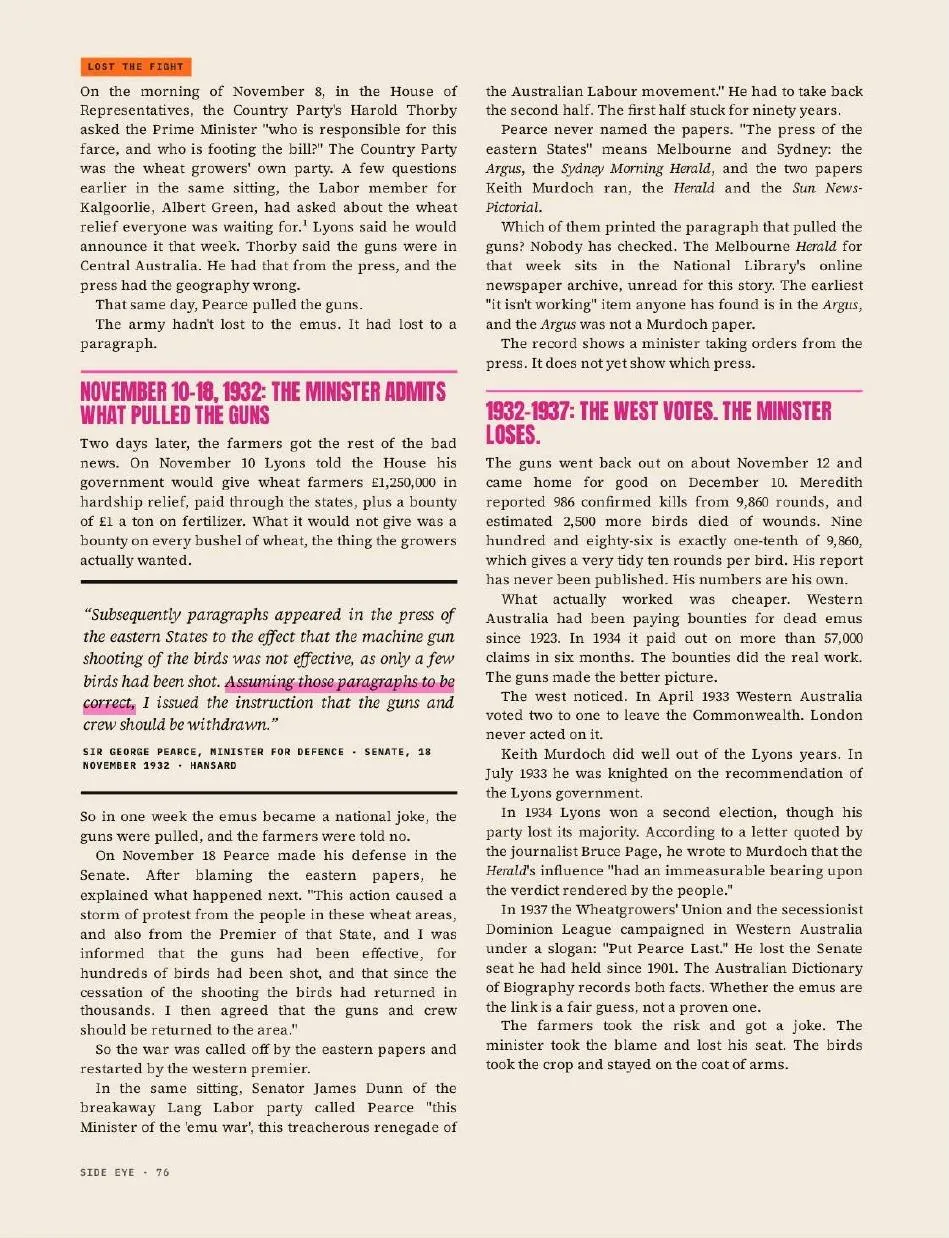 LOST THE FIGHT
On the morning of November 8, in the House of
Representatives, the Country Party's Harold Thorby
asked the Prime Minister "who is responsible for this
farce, and who is footing the bill?" The Country Party
was the wheat growers' own party. A few questions
earlier in the same sitting, the Labor member for
Kalgoorlie, Albert Green, had asked about the wheat
relief everyone was waiting for.¹ Lyons said he would
announce it that week. Thorby said the guns were in
Central Australia. He had that from the press, and the
press had the geography wrong.
That same day, Pearce pulled the guns.
The army hadn't lost to the emus. It had lost to a
paragraph.
NOVEMBER 10-18, 1932: THE MINISTER ADMITS
WHAT PULLED THE GUNS
Two days later, the farmers got the rest of the bad
news. On November 10 Lyons told the House his
government would give wheat farmers £1,250,000 in
hardship relief, paid through the states, plus a bounty
of £1 a ton on fertilizer. What it would not give was a
bounty on every bushel of wheat, the thing the growers
actually wanted.
“Subsequently paragraphs appeared in the press of
the eastern States to the effect that the machine gun
shooting of the birds was not effective, as only a few
birds had been shot. Assuming those paragraphs to be
correct, I issued the instruction that the guns and
crew should be withdrawn.”
SIR GEORGE PEARCE, MINISTER FOR DEFENCE · SENATE, 18
NOVEMBER 1932 · HANSARD
So in one week the emus became a national joke, the
guns were pulled, and the farmers were told no.
On November 18 Pearce made his defense in the
Senate. After blaming the eastern papers, he
explained what happened next. "This action caused a
storm of protest from the people in these wheat areas,
and also from the Premier of that State, and I was
informed that the guns had been effective, for
hundreds of birds had been shot, and that since the
cessation of the shooting the birds had returned in
thousands. I then agreed that the guns and crew
should be returned to the area."
So the war was called off by the eastern papers and
restarted by the western premier.
In the same sitting, Senator James Dunn of the
breakaway Lang Labor party called Pearce "this
Minister of the 'emu war', this treacherous renegade of
the Australian Labour movement." He had to take back
the second half. The first half stuck for ninety years.
Pearce never named the papers. "The press of the
eastern States" means Melbourne and Sydney: the
Argus, the Sydney Morning Herald, and the two papers
Keith Murdoch ran, the Herald and the Sun News-
Pictorial.
Which of them printed the paragraph that pulled the
guns? Nobody has checked. The Melbourne Herald for
that week sits in the National Library's online
newspaper archive, unread for this story. The earliest
"it isn't working" item anyone has found is in the Argus,
and the Argus was not a Murdoch paper.
The record shows a minister taking orders from the
press. It does not yet show which press.
1932-1937: THE WEST VOTES. THE MINISTER
LOSES.
The guns went back out on about November 12 and
came home for good on December 10. Meredith
reported 986 confirmed kills from 9,860 rounds, and
estimated 2,500 more birds died of wounds. Nine
hundred and eighty-six is exactly one-tenth of 9,860,
which gives a very tidy ten rounds per bird. His report
has never been published. His numbers are his own.
What actually worked was cheaper. Western
Australia had been paying bounties for dead emus
since 1923. In 1934 it paid out on more than 57,000
claims in six months. The bounties did the real work.
The guns made the better picture.
The west noticed. In April 1933 Western Australia
voted two to one to leave the Commonwealth. London
never acted on it.
Keith Murdoch did well out of the Lyons years. In
July 1933 he was knighted on the recommendation of
the Lyons government.
In 1934 Lyons won a second election, though his
party lost its majority. According to a letter quoted by
the journalist Bruce Page, he wrote to Murdoch that the
Herald's influence "had an immeasurable bearing upon
the verdict rendered by the people."
In 1937 the Wheatgrowers' Union and the secessionist
Dominion League campaigned in Western Australia
under a slogan: "Put Pearce Last." He lost the Senate
seat he had held since 1901. The Australian Dictionary
of Biography records both facts. Whether the emus are
the link is a fair guess, not a proven one.
The farmers took the risk and got a joke. The
minister took the blame and lost his seat. The birds
took the crop and stayed on the coat of arms.
SIDE EYE · 76